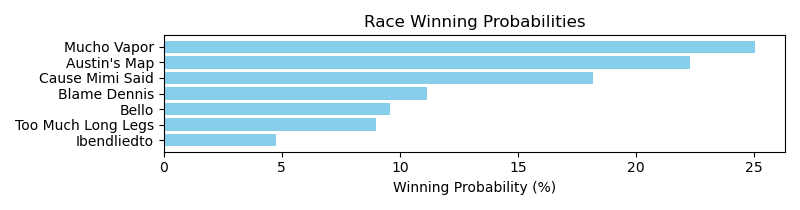 Race Winning Probabilities
Mucho Vapor
Austin's Map
Cause Mimi Said
Blame Dennis
Bello
Too Much Long Legs
Ibendliedto
0 5 10 15 20 25
Winning Probability (%)